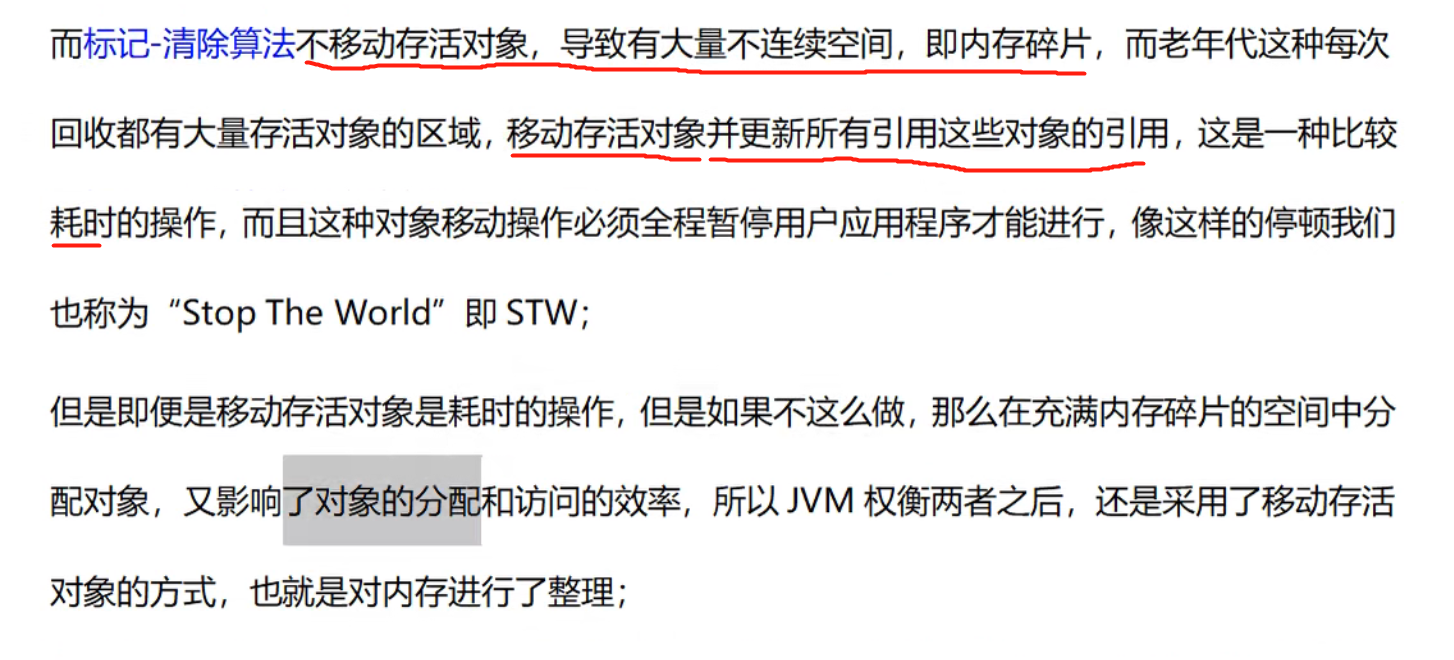 而标记-清除算法不移动存活对象，导致有大量不连续空间，即内存碎片，而老年代这种每次
回收都有大量存活对象的区域，移动存活对象并更新所有引用这些对象的引用，这是一种比较
耗时的操作，而且这种对象移动操作必须全程暂停用户应用程序才能进行，像这样的停顿我们
也称为“Stop The World”即 STW；
但是即便是移动存活对象是耗时的操作，但是如果不这么做，那么在充满内存碎片的空间中分
配对象，又影响了对象的分配和访问的效率，所以 JVM 权衡两者之后，还是采用了移动存活
对象的方式，也就是对内存进行了整理；